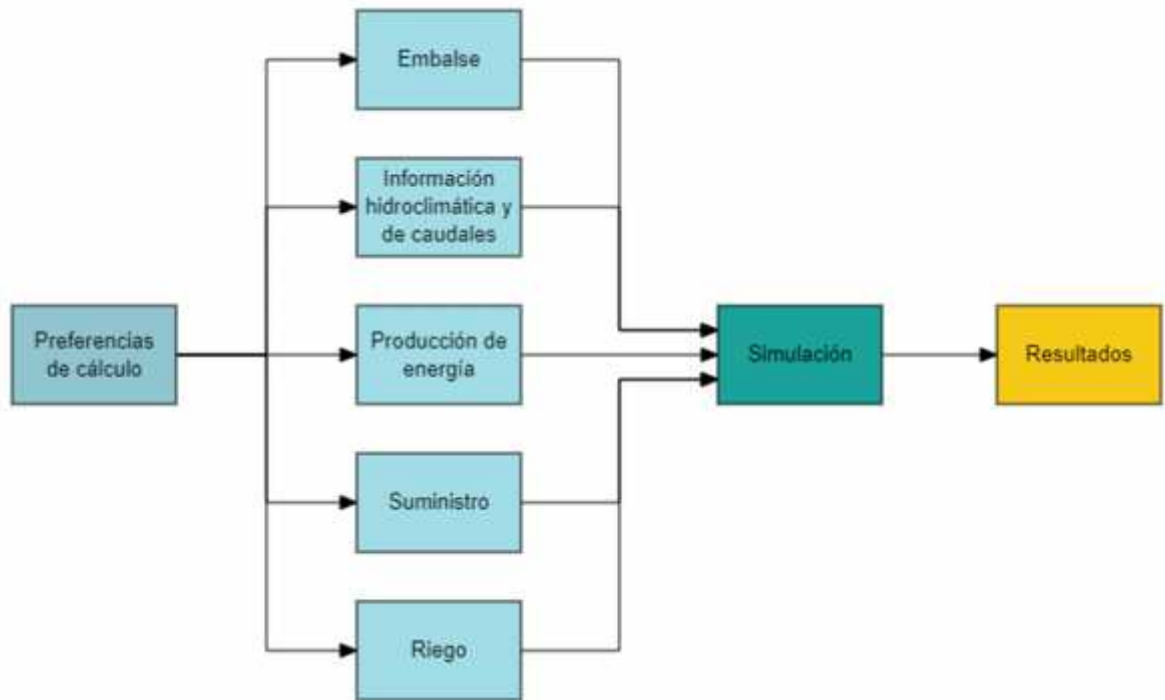 Embalse
Información
hidroclimática y
de caudales
Preferencias
de cálculo
Producción de
energía
Simulación
Resultados
Suministro
Riego